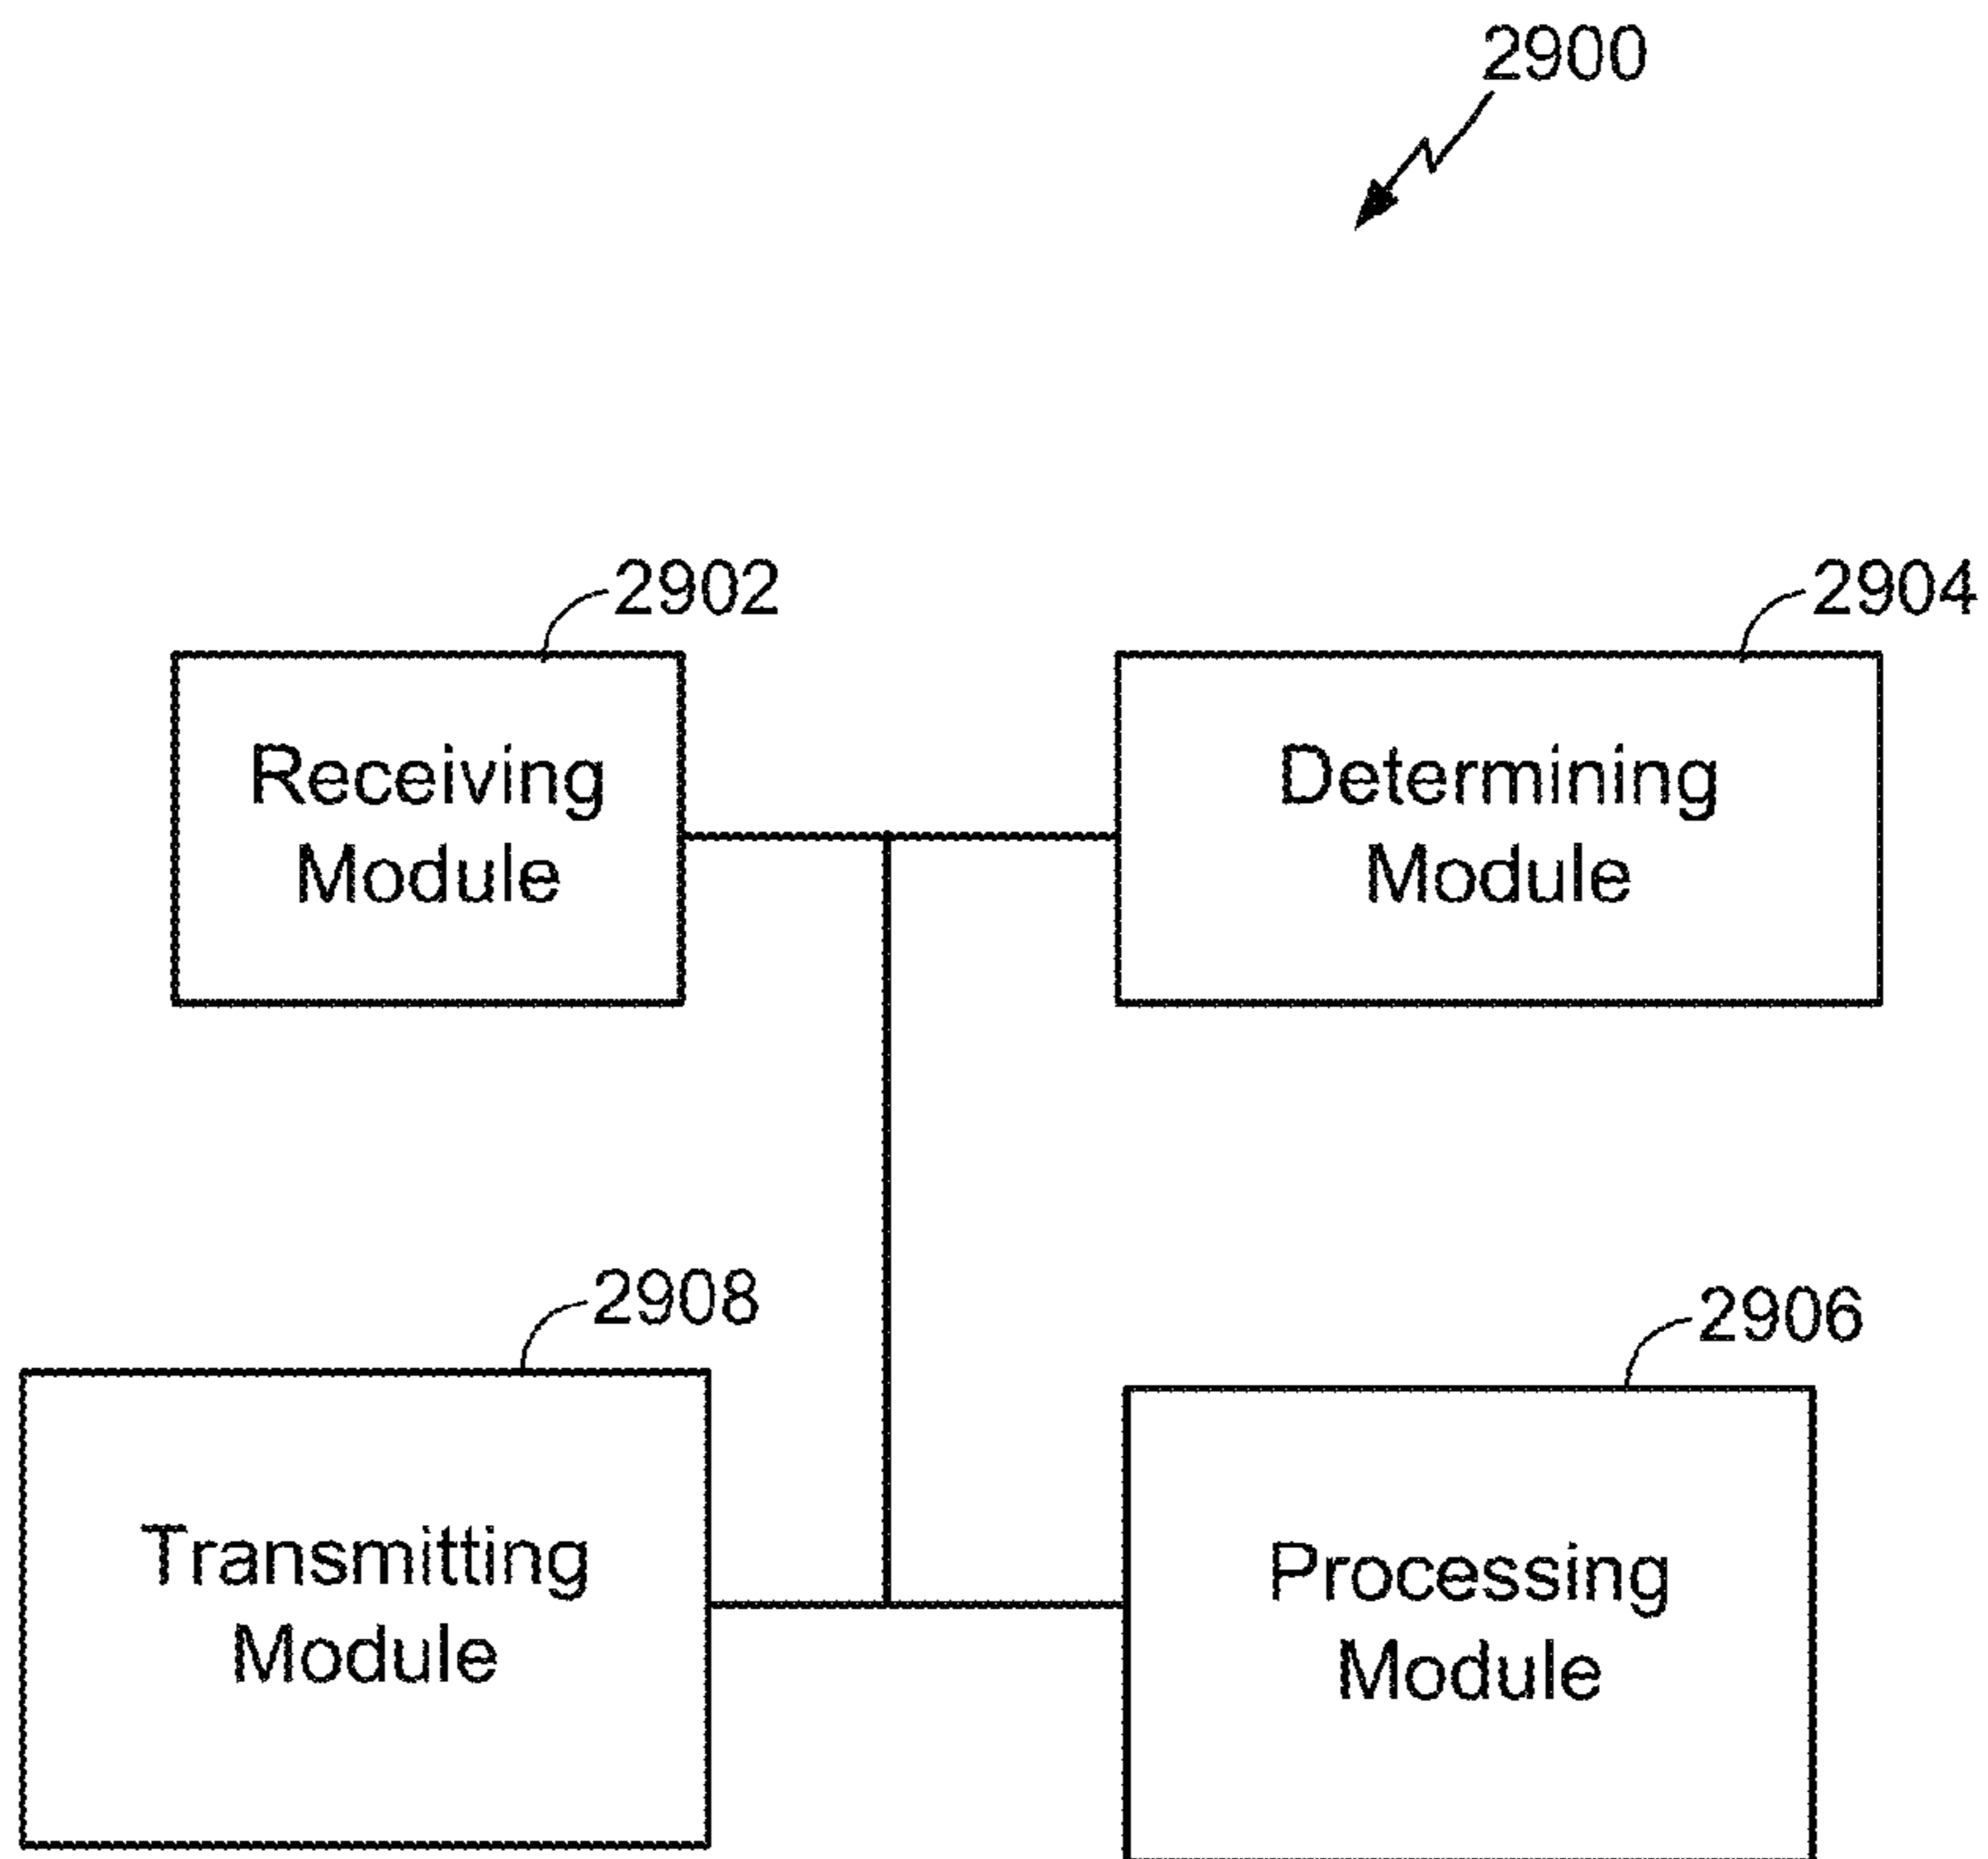 2900
2902
2904
Receiving
Module
Determining
Module
2908
2906
Transmitting
Module
Processing
Module